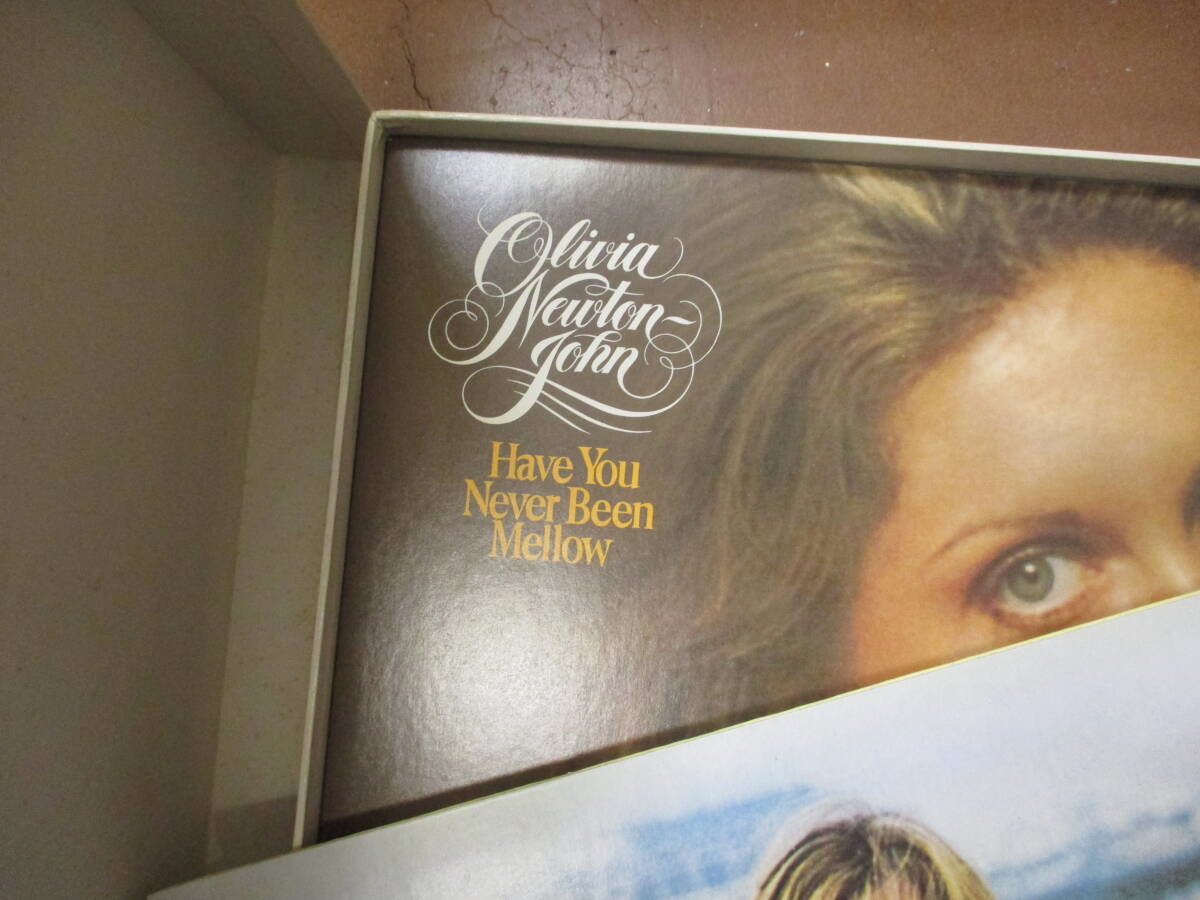 Olivia
Newton-
John
Have You
Never Been
Mellow